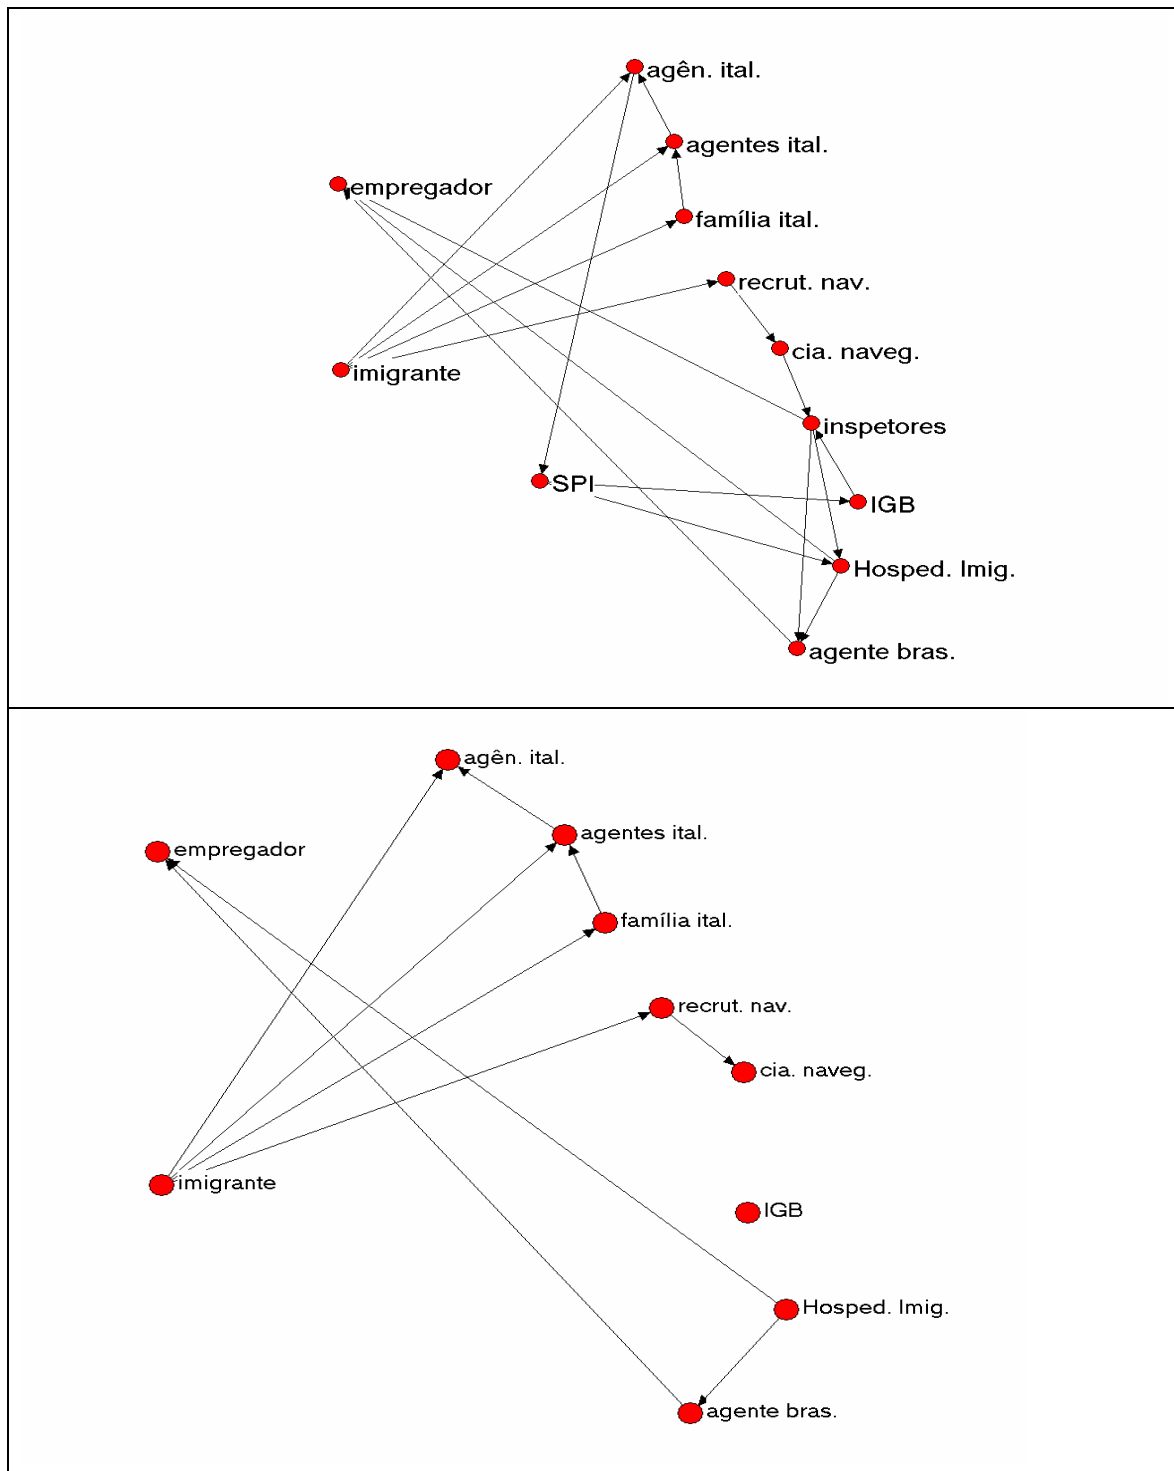 agên. ital.
agentes ital.
empregador
família ital.
recrut. nav.
cia. naveg.
imigrante
inspetores
SPI
IGB
Hosped. Imig.
agente bras.
agên. ital.
agentes ital.
empregador
família ital.
recrut. nav.
cia. naveg.
imigrante
IGB
Hosped. Imig.
agente bras.